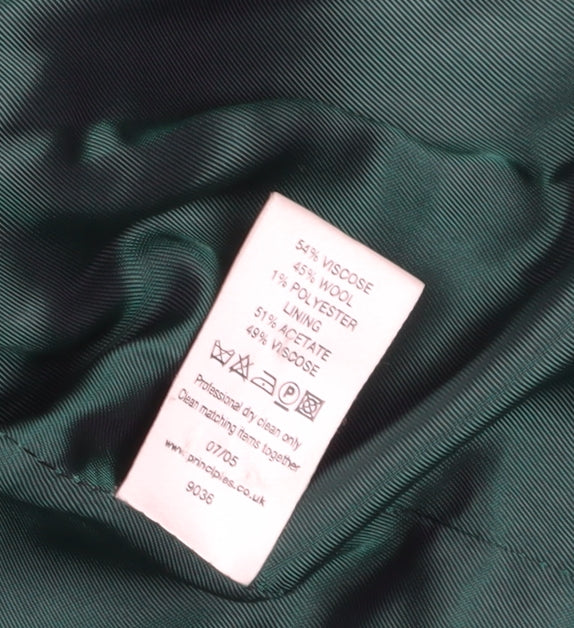 54% VISCOSE
45% WOOL
1% POLYESTER
LINING
51% ACETATE
49% VISCOSE
P
Professional dry clean only
Clean matching items together
07/05
www.principles.co.uk
9036